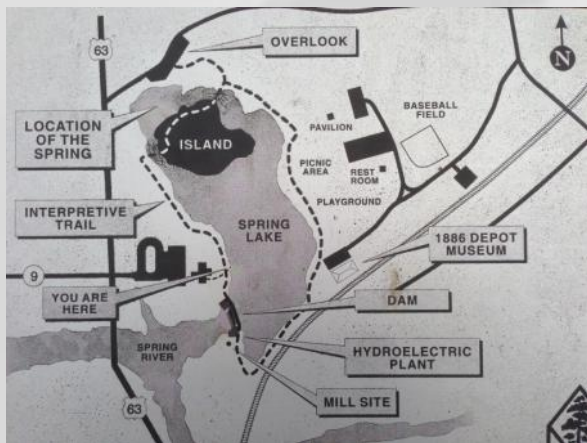 OVERLOOK
63
N
LOCATION
OF THE
SPRING
ISLAND
PAVILION
BASEBALL
FIELD
PICNIC
AREA
REST
ROOM
PLAYGROUND
INTERPRETIVE
TRAIL
SPRING
LAKE
1886 DEPOT
MUSEUM
9
YOU ARE
HERE
DAM
SPRING
RIVER
HYDROELECTRIC
PLANT
MILL SITE
63